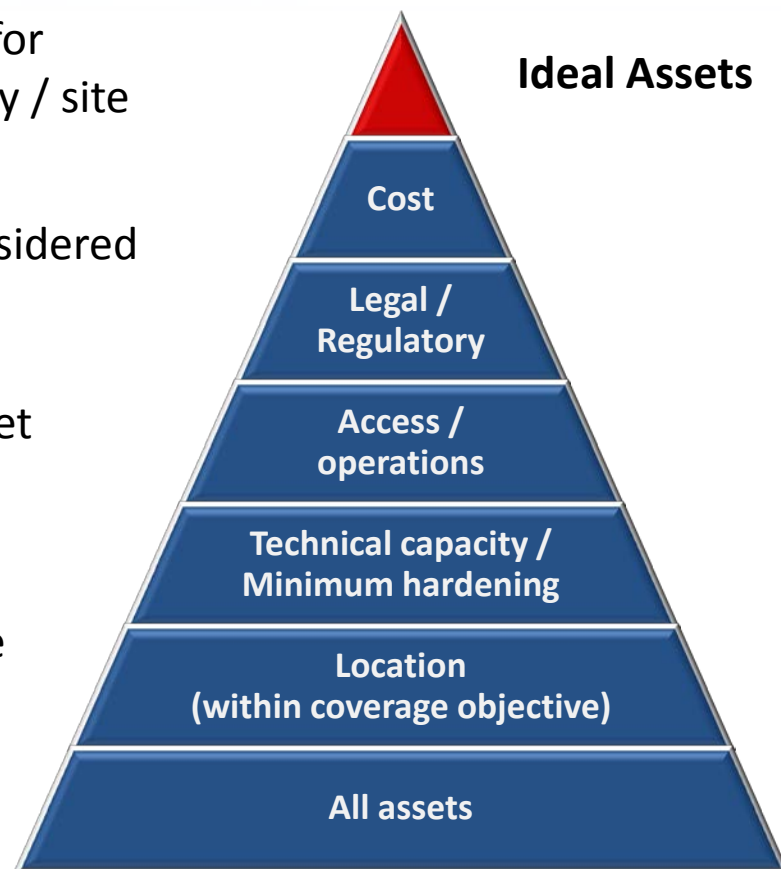 for
y / site
sidered
et
e
Ideal Assets
Cost
Legal /
Regulatory
Access /
operations
Technical capacity /
Minimum hardening
Location
(within coverage objective)
All assets